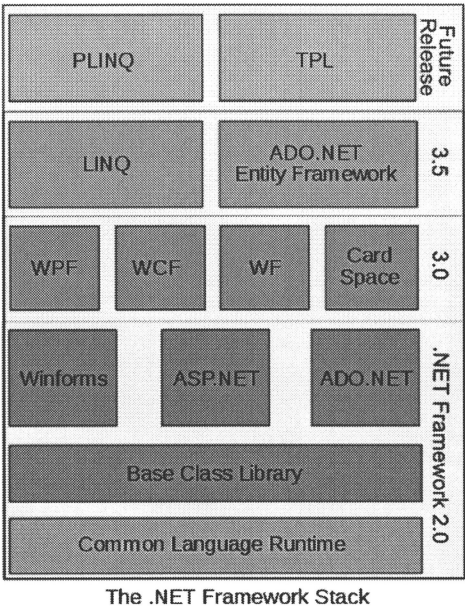 PLINQ
TPL
Future
Release
LINQ
ADO.NET
Entity Framework
3.5
WPF
WCF
WF
Card
Space
3.0
Winforms
ASP.NET
ADO.NET
.NET Framework 2.0
Base Class Library
Common Language Runtime
The .NET Framework Stack